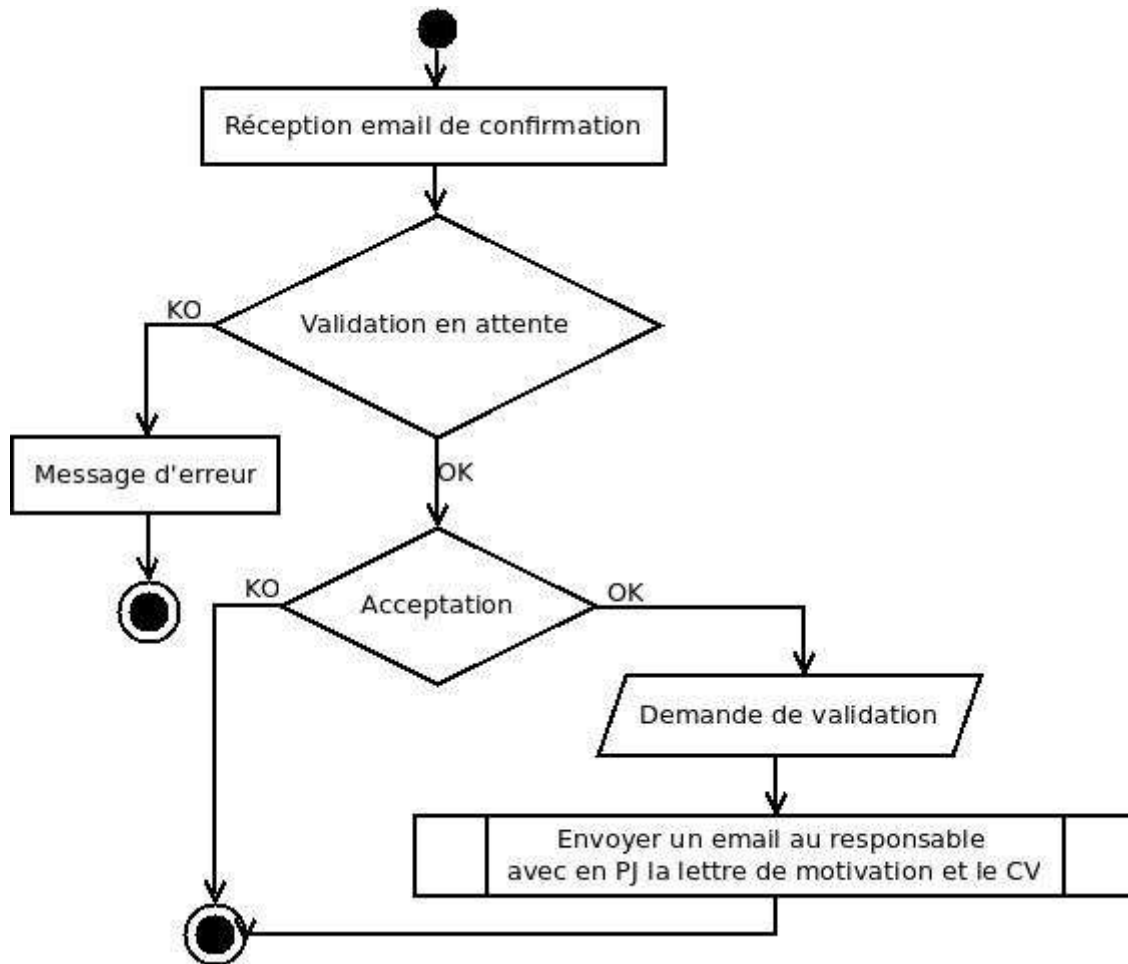 Réception email de confirmation
KO
Validation en attente
Message d'erreur
OK
KO
Acceptation
OK
Demande de validation
Envoyer un email au responsable
avec en PJ la lettre de motivation et le CV